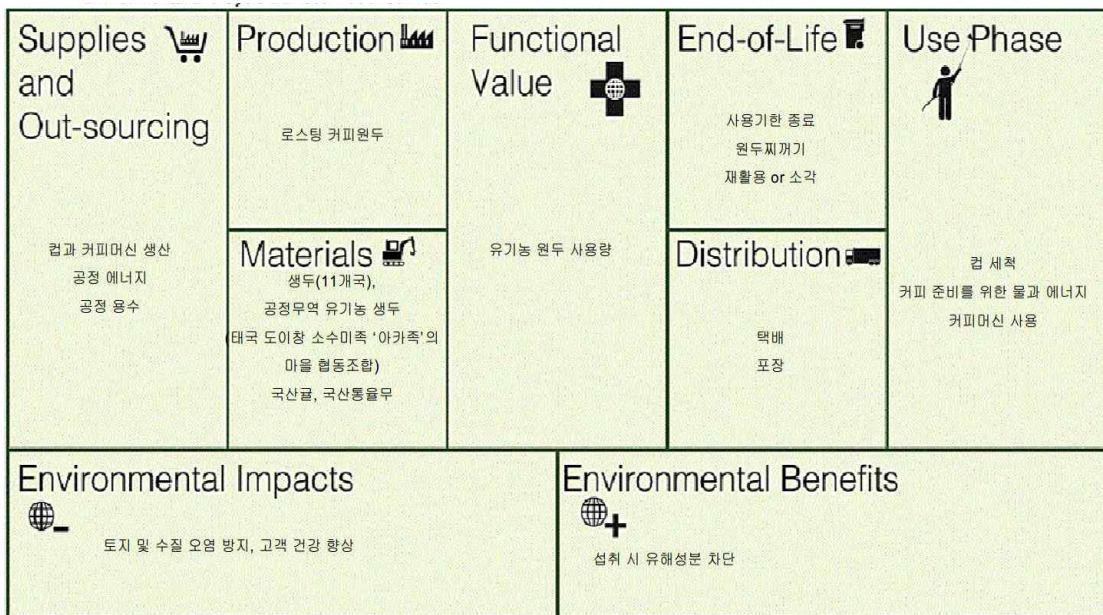 Supplies
and
Out-sourcing
컵과 커피머신 생산
공정 에너지
공정 용수
Production
로스팅 커피원두
Materials
생두(11개국),
공정무역 유기농 생두
(태국 도이창 소수미족 ‘아카족’의
마을 협동조합)
국산귤, 국산통율무
Functional
Value
유기농 원두 사용량
End-of-Life
사용기한 종료
원두찌꺼기
재활용 or 소각
Distribution
택배
포장
Use Phase
컵 세척
커피 준비를 위한 물과 에너지
커피머신 사용
Environmental Impacts
토지 및 수질 오염 방지, 고객 건강 향상
Environmental Benefits
섭취 시 유해성분 차단